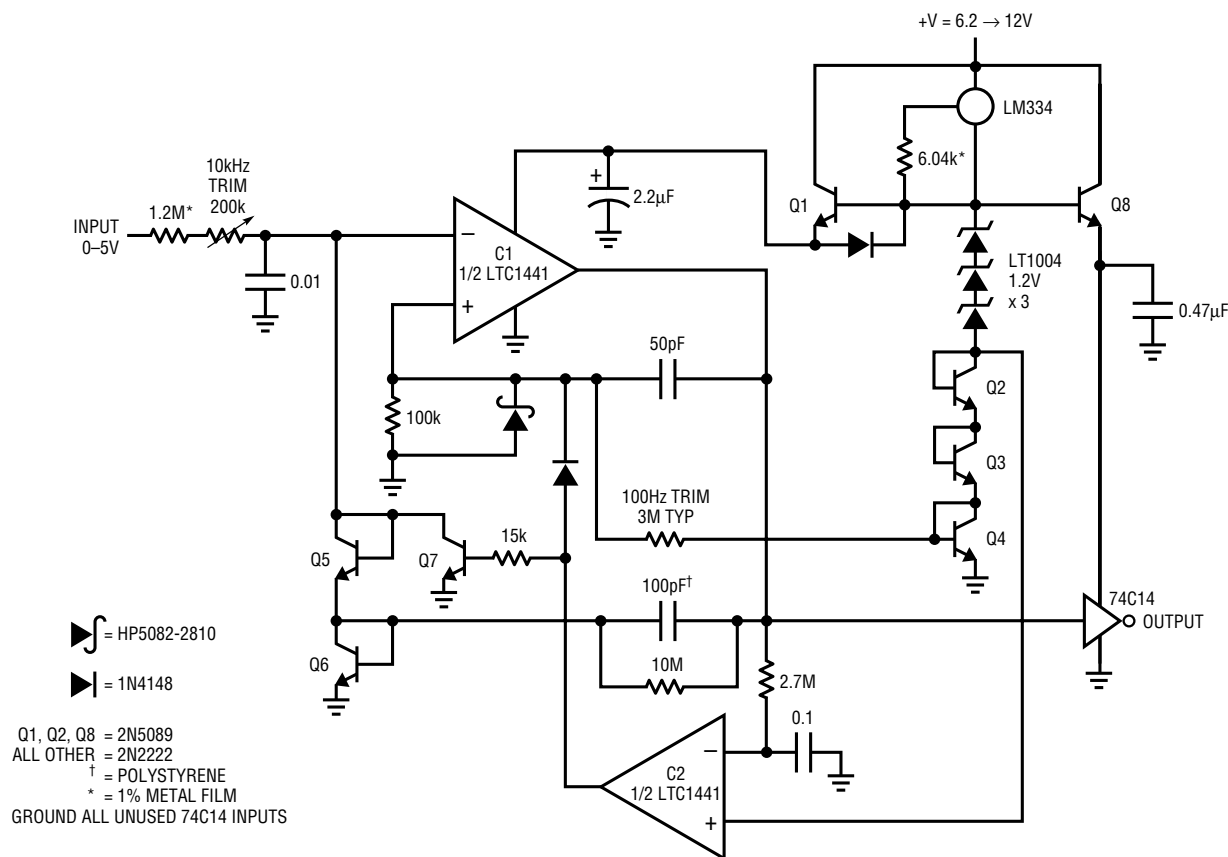 +V = 6.2 → 12V
LM334
6.04k*
Q1
Q8
10kHz
TRIM
200k
1.2M*
INPUT
0–5V
0.01
+
2.2µF
−
C1
1/2 LTC1441
+
LT1004
1.2V
x 3
0.47µF
50pF
100k
Q2
Q3
Q4
100Hz TRIM
3M TYP
Q5
Q7
15k
100pF†
10M
Q6
74C14
OUTPUT
2.7M
0.1
−
C2
1/2 LTC1441
+
= HP5082-2810
= 1N4148
Q1, Q2, Q8 = 2N5089
ALL OTHER = 2N2222
† = POLYSTYRENE
* = 1% METAL FILM
GROUND ALL UNUSED 74C14 INPUTS